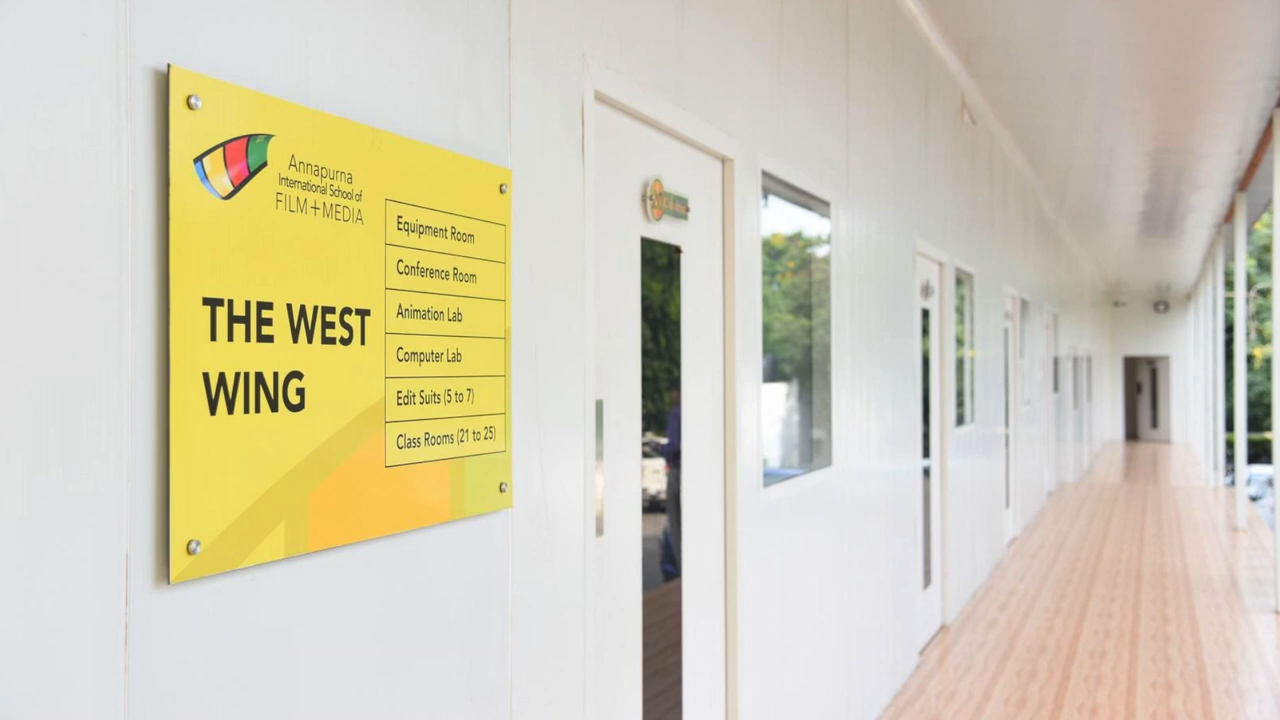 Annapurna
International School of
FILM+MEDIA
THE WEST
WING
Equipment Room
Conference Room
Animation Lab
Computer Lab
Edit Suits (5 to 7)
Class Rooms (21 to 25)